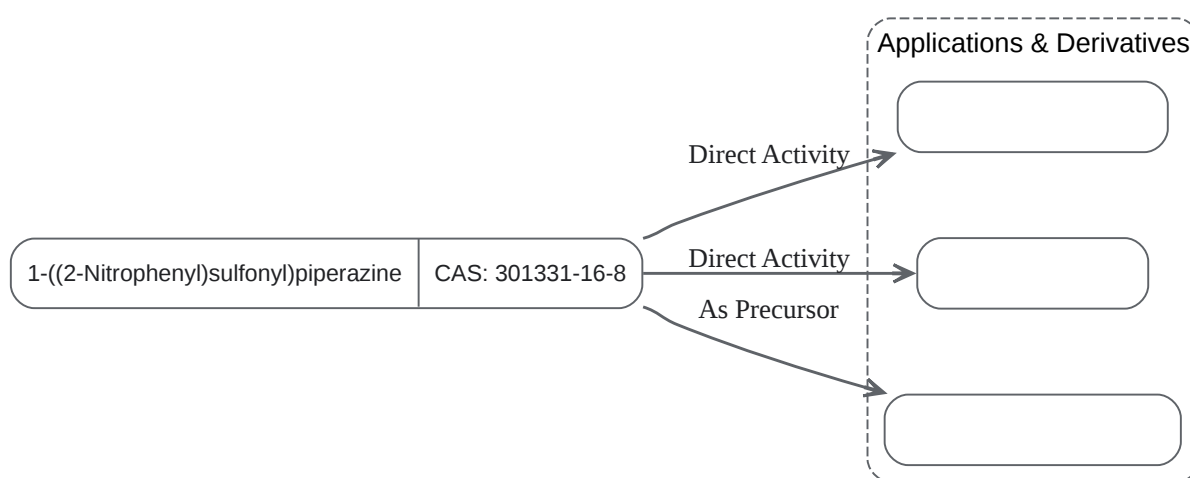 Applications & Derivatives
Direct Activity
1-((2-Nitrophenyl)sulfonyl)piperazine
CAS: 301331-16-8
Direct Activity
As Precursor